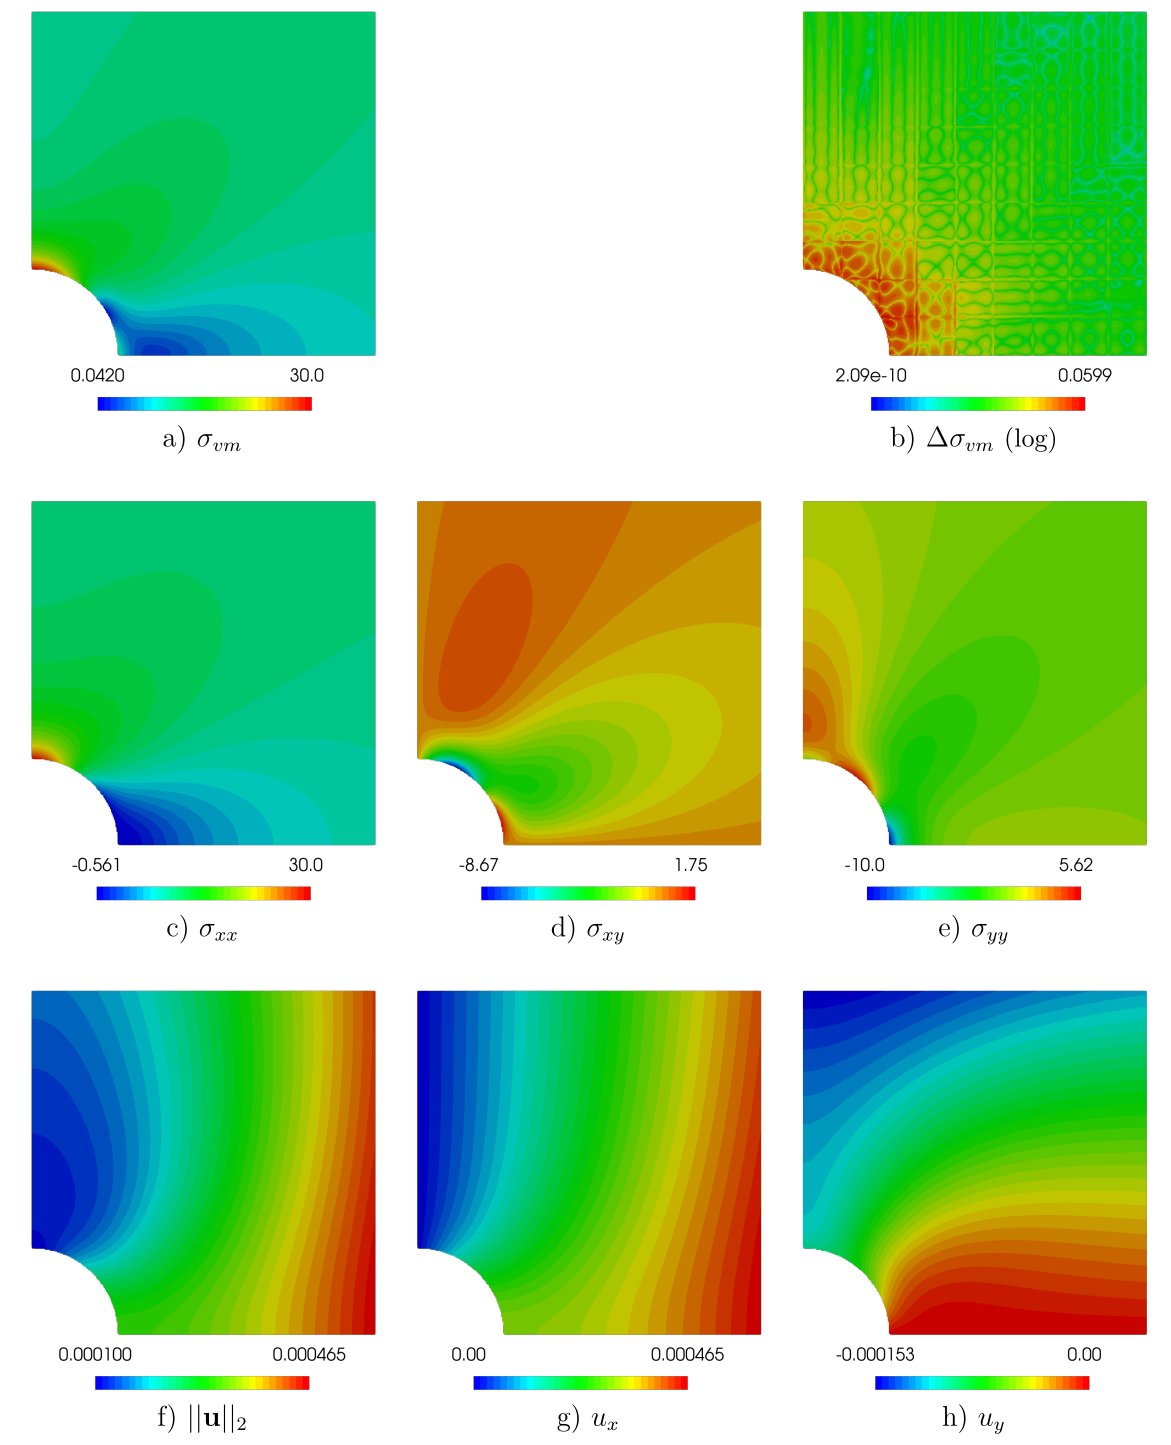 0.0420 30.0
2.09e-10 0.0599
a) σ_vm
b) Δσ_vm (log)
-0.561 30.0
-8.67 1.75
-10.0 5.62
c) σ_xx
d) σ_xy
e) σ_yy
0.000100 0.000465
0.00 0.000465
-0.000153 0.00
f) ||u||_2
g) u_x
h) u_y